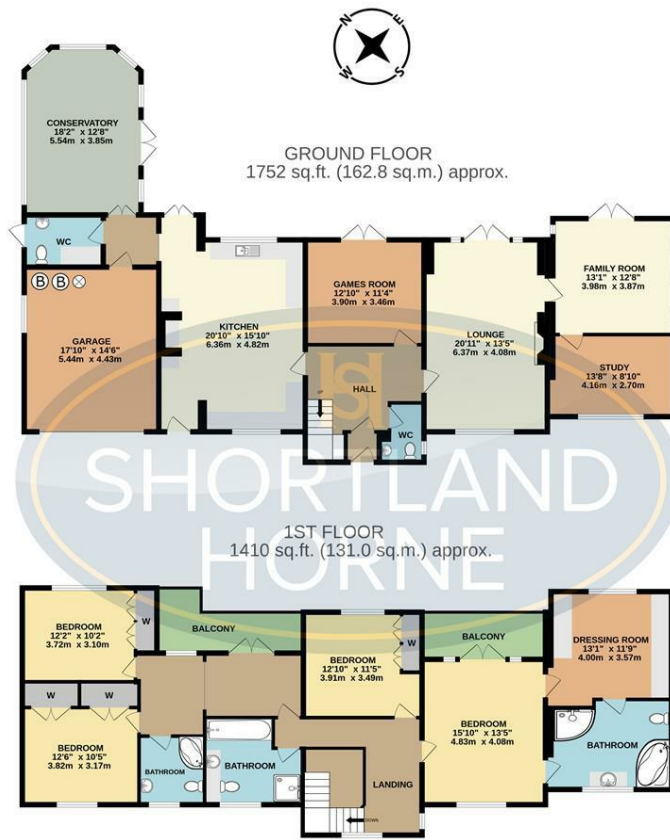 N
E
S
W
GROUND FLOOR
1752 sq.ft. (162.8 sq.m.) approx.
CONSERVATORY
18'2" x 12'8"
5.54m x 3.85m
WC
B B
GARAGE
17'10" x 14'6"
5.44m x 4.43m
KITCHEN
20'10" x 15'10"
6.36m x 4.82m
GAMES ROOM
12'10" x 11'4"
3.90m x 3.46m
HALL
UP
WC
LOUNGE
20'11" x 13'5"
6.37m x 4.08m
FAMILY ROOM
13'1" x 12'8"
3.98m x 3.87m
STUDY
13'8" x 8'10"
4.16m x 2.70m
SHORTLAND
HORNE
1ST FLOOR
1410 sq.ft. (131.0 sq.m.) approx.
BEDROOM
12'2" x 10'2"
3.72m x 3.10m
W
BALCONY
W
W
BEDROOM
12'6" x 10'5"
3.82m x 3.17m
BATHROOM
BATHROOM
BEDROOM
12'10" x 11'5"
3.91m x 3.49m
W
LANDING
DOWN
BALCONY
BEDROOM
15'10" x 13'5"
4.83m x 4.08m
DRESSING ROOM
13'1" x 11'9"
4.00m x 3.57m
BATHROOM